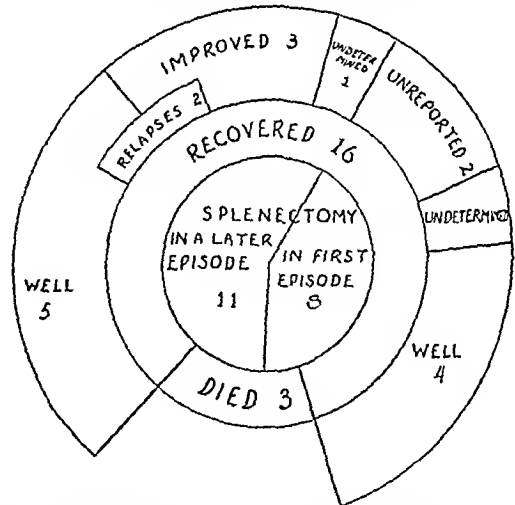 IMPROVED 3
UNDETER
MINED
1
UNREPORTED 2
RELAPSES 2
RECOVERED 16
UNDETERMINED
SPLENECTOMY
IN A LATER
EPISODE
11
IN FIRST
EPISODE
8
WELL
5
WELL
4
DIED 3